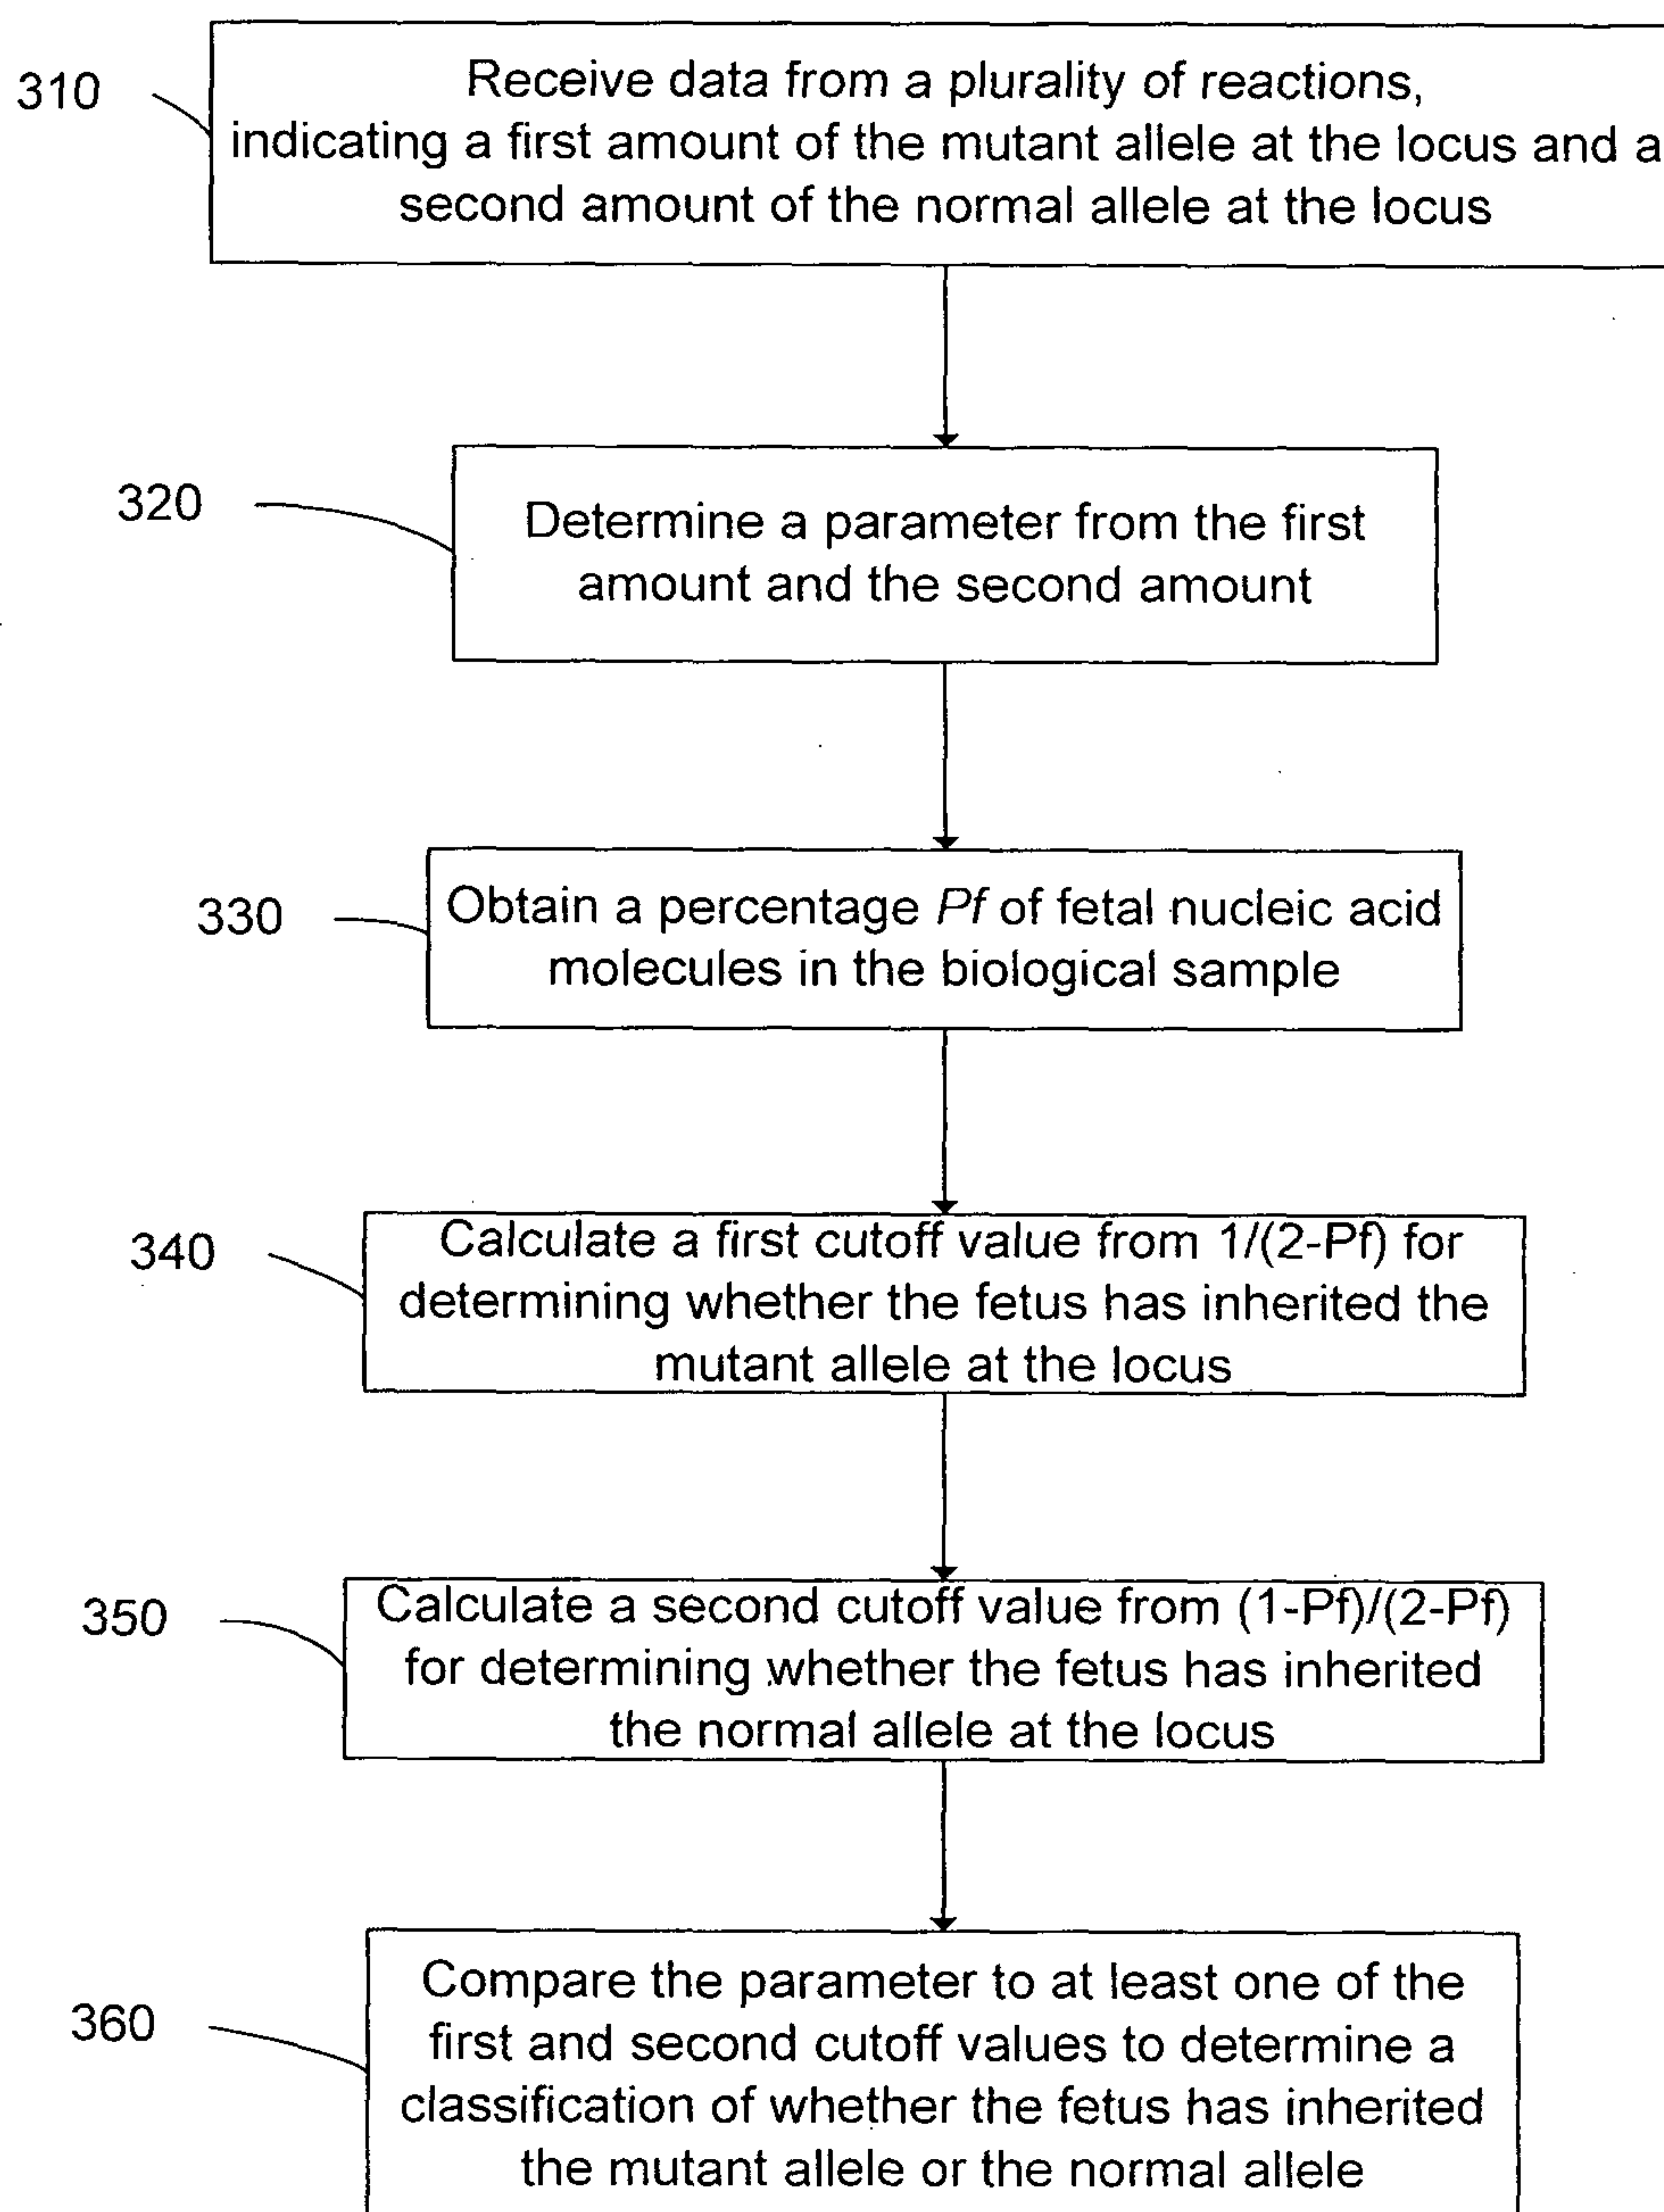 310
Receive data from a plurality of reactions,
indicating a first amount of the mutant allele at the locus and a
second amount of the normal allele at the locus
320
Determine a parameter from the first
amount and the second amount
330
Obtain a percentage Pf of fetal nucleic acid
molecules in the biological sample
340
Calculate a first cutoff value from 1/(2-Pf) for
determining whether the fetus has inherited the
mutant allele at the locus
350
Calculate a second cutoff value from (1-Pf)/(2-Pf)
for determining whether the fetus has inherited
the normal allele at the locus
360
Compare the parameter to at least one of the
first and second cutoff values to determine a
classification of whether the fetus has inherited
the mutant allele or the normal allele